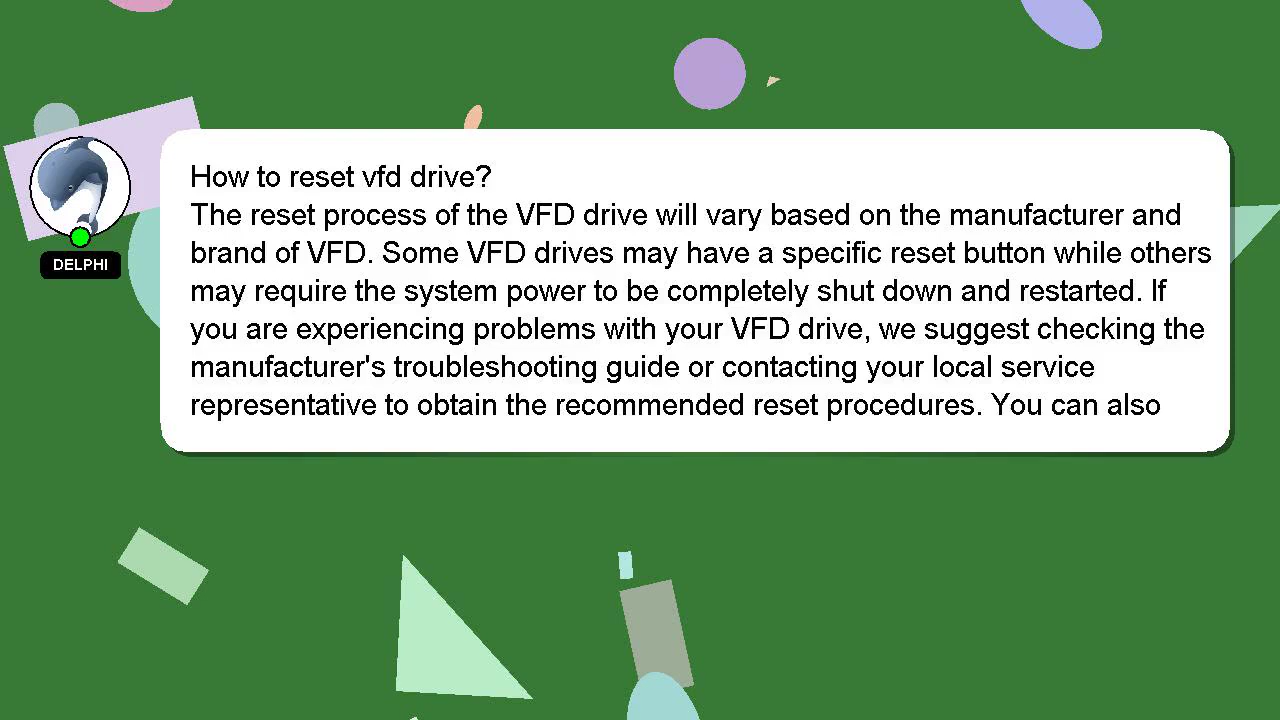 How to reset vfd drive?
The reset process of the VFD drive will vary based on the manufacturer and
brand of VFD. Some VFD drives may have a specific reset button while others
may require the system power to be completely shut down and restarted. If
you are experiencing problems with your VFD drive, we suggest checking the
manufacturer's troubleshooting guide or contacting your local service
representative to obtain the recommended reset procedures. You can also
DELPHI